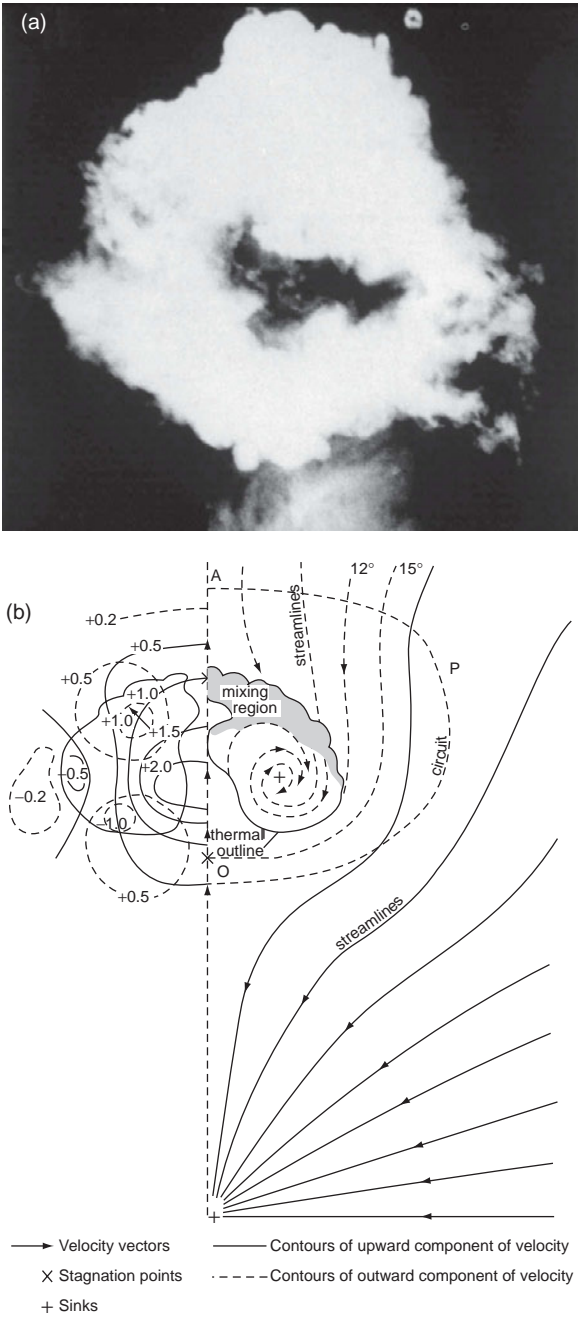 (a)
(b)
A
12°
15°
+0.2
streamlines
+0.5
P
+0.5
mixing
region
+1.0
+1.0
circuit
+1.5
−0.5
+2.0
−0.2
−1.0
thermal
outline
O
+0.5
streamlines
Velocity vectors
Contours of upward component of velocity
Stagnation points
Contours of outward component of velocity
Sinks